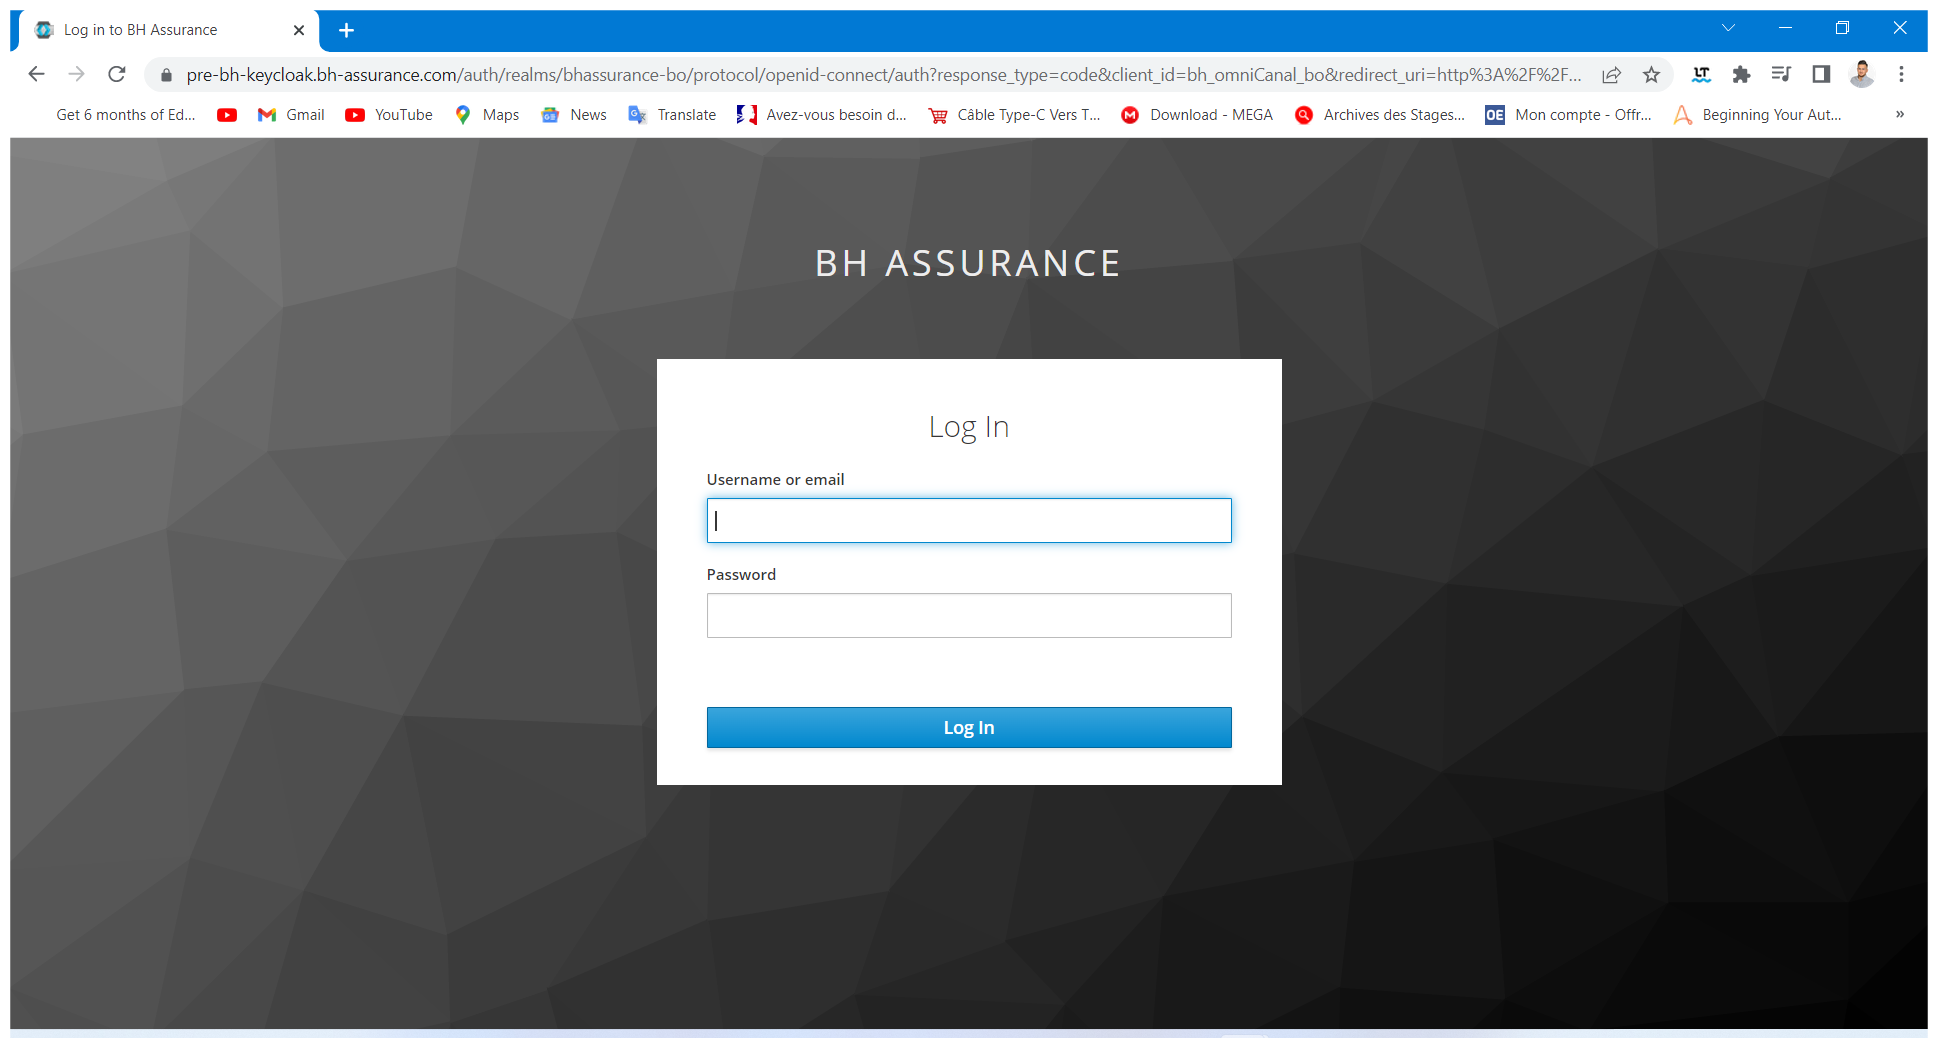 Log in to BH Assurance
pre-bh-keycloak.bh-assurance.com/auth/realms/bhassurance-bo/protocol/openid-connect/auth?response_type=code&client_id=bh_omniCanal_bo&redirect_uri=http%3A%2F%2F...
Get 6 months of Ed... Gmail YouTube Maps News Translate Avez-vous besoin d... Câble Type-C Vers T... Download - MEGA Archives des Stages... OE Mon compte - Offr... Beginning Your Aut... »
BH ASSURANCE
Log In
Username or email
Password
Log In